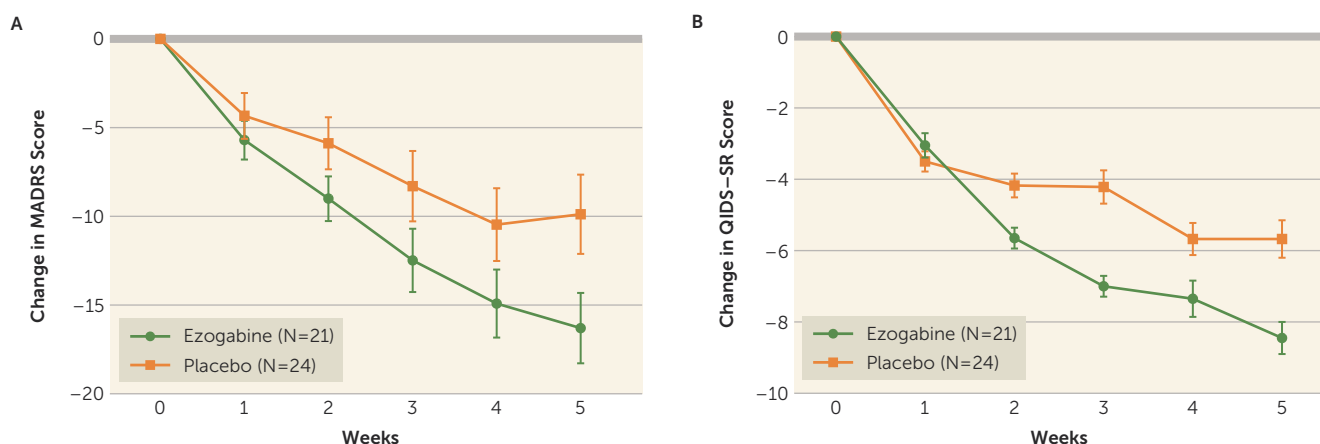 A
Change in MADRS Score
0
−5
−10
−15
−20
Ezogabine (N=21)
Placebo (N=24)
0 1 2 3 4 5
Weeks
B
Change in QIDS–SR Score
0
−2
−4
−6
−8
−10
Ezogabine (N=21)
Placebo (N=24)
0 1 2 3 4 5
Weeks